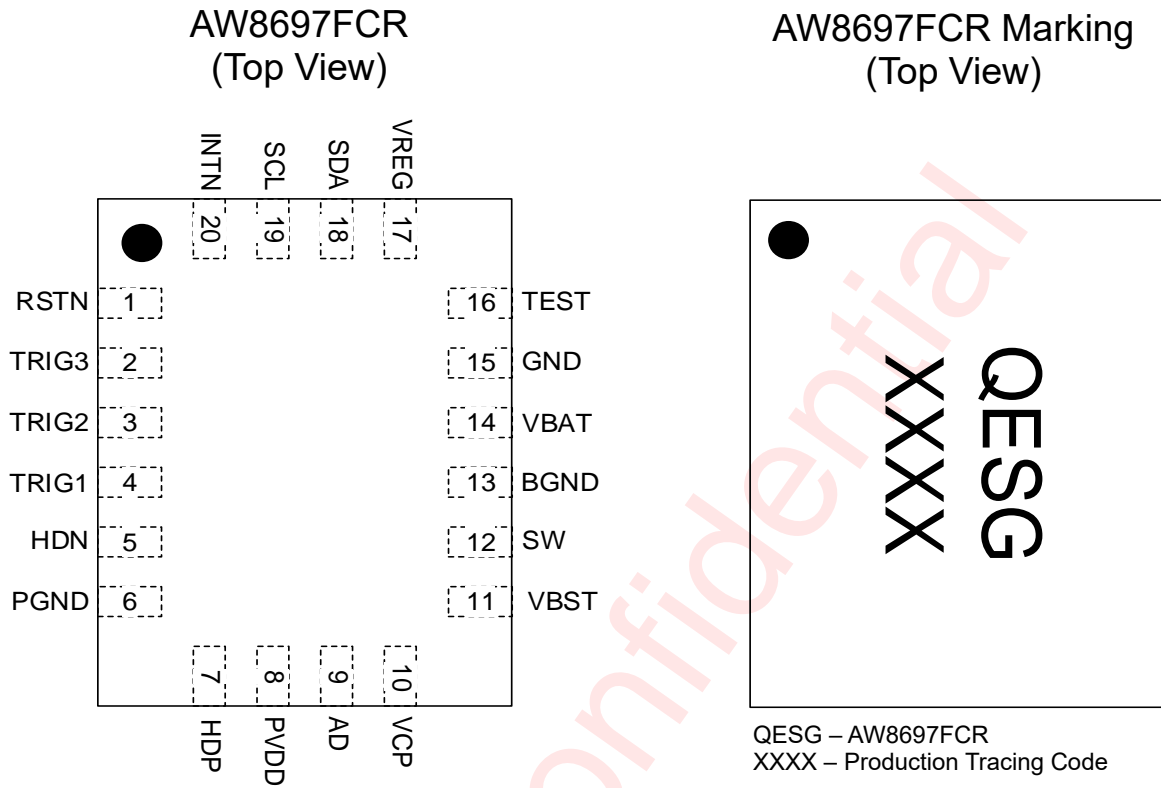 AW8697FCR
(Top View)
INTN
SCL
SDA
VREG
20
19
18
17
RSTN 1
TRIG3 2
TRIG2 3
TRIG1 4
HDN 5
PGND 6
16 TEST
15 GND
14 VBAT
13 BGND
12 SW
11 VBST
7
8
9
10
HDP
PVDD
AD
VCP
AW8697FCR Marking
(Top View)
QESG
XXXX
QESG – AW8697FCR
XXXX – Production Tracing Code
onfidential